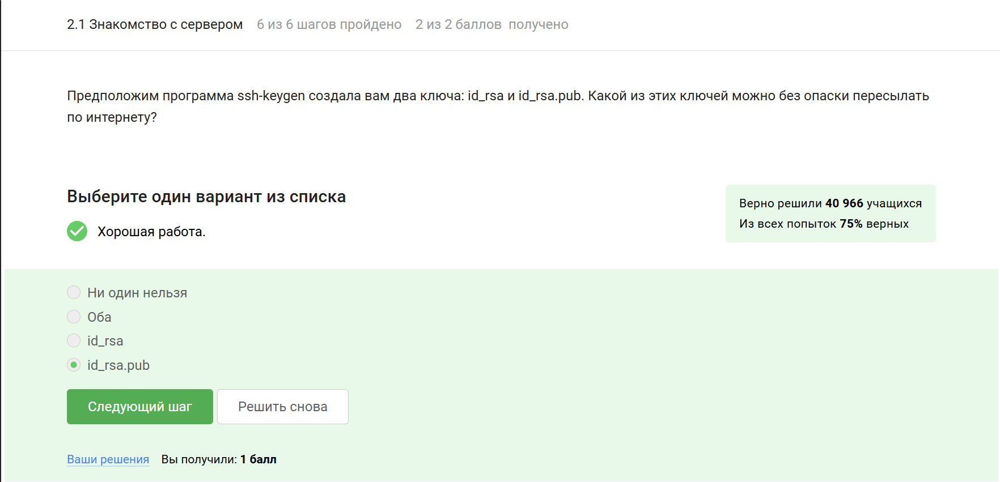 2.1 Знакомство с сервером 6 из 6 шагов пройдено 2 из 2 баллов получено
Предположим программа ssh-keygen создала вам два ключа: id_rsa и id_rsa.pub. Какой из этих ключей можно без опаски пересылать
по интернету?
Выберите один вариант из списка
Хорошая работа.
Верно решили 40 966 учащихся
Из всех попыток 75% верных
Ни один нельзя
Оба
id_rsa
id_rsa.pub
Следующий шаг Решить снова
Ваши решения Вы получили: 1 балл